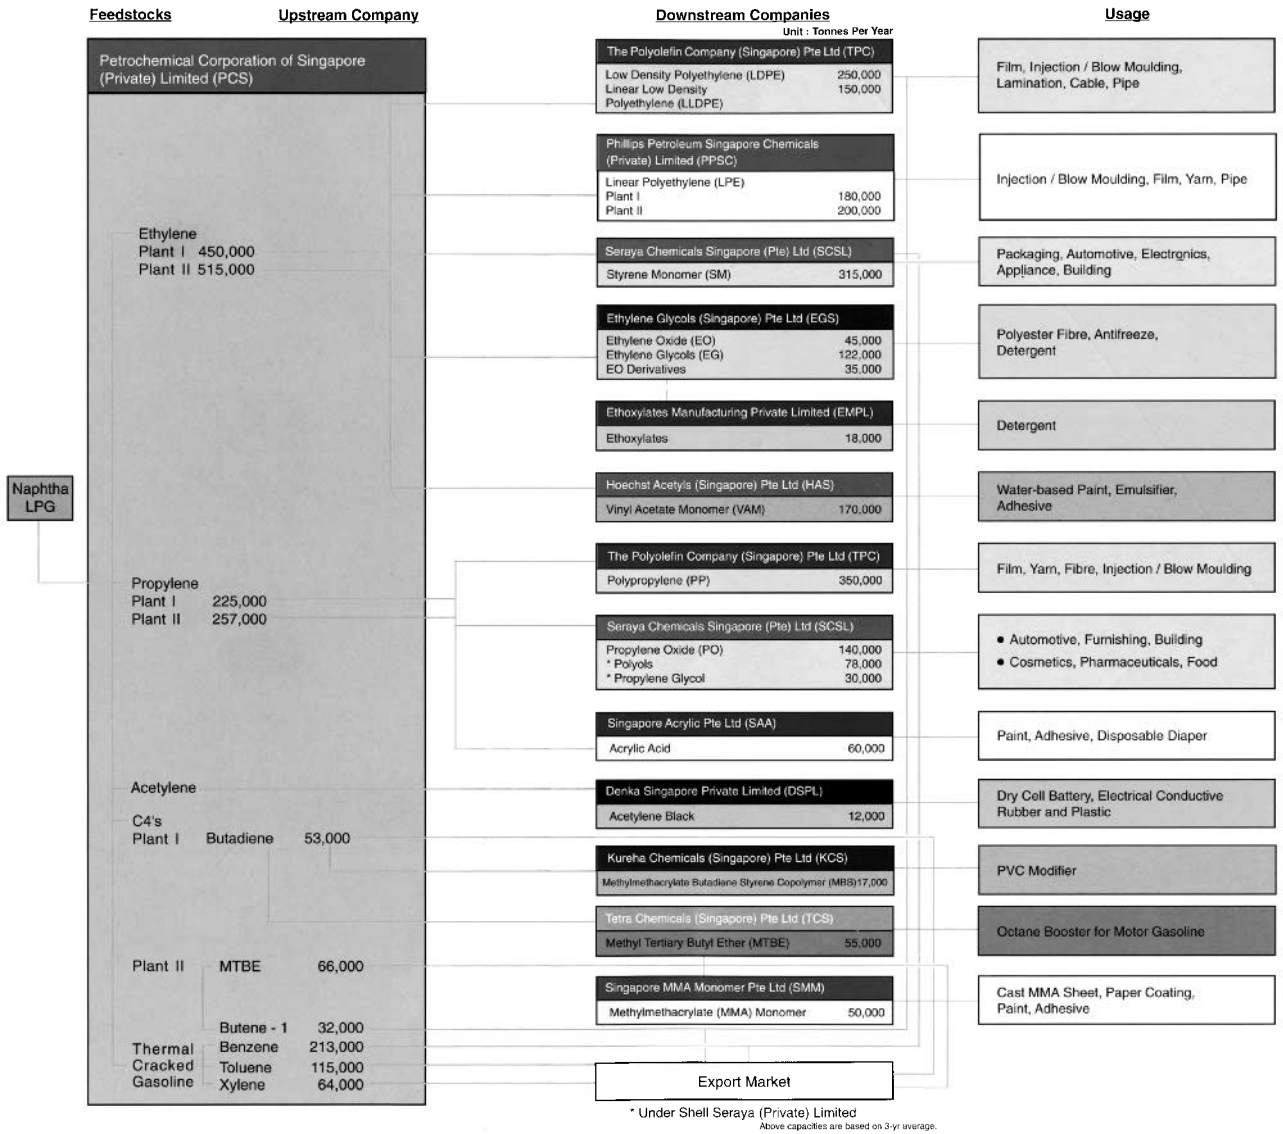 Feedstocks
Upstream Company
Downstream Companies
Usage
Unit : Tonnes Per Year
Naphtha
LPG
Petrochemical Corporation of Singapore
(Private) Limited (PCS)
Ethylene
Plant I 450,000
Plant II 515,000
Propylene
Plant I 225,000
Plant II 257,000
Acetylene
C4's
Plant I Butadiene 53,000
Plant II MTBE 66,000
Butene - 1 32,000
Thermal
Cracked
Gasoline
Benzene 213,000
Toluene 115,000
Xylene 64,000
The Polyolefin Company (Singapore) Pte Ltd (TPC)
Low Density Polyethylene (LDPE) 250,000
Linear Low Density 150,000
Polyethylene (LLDPE)
Film, Injection / Blow Moulding,
Lamination, Cable, Pipe
Phillips Petroleum Singapore Chemicals
(Private) Limited (PPSC)
Linear Polyethylene (LPE)
Plant I 180,000
Plant II 200,000
Injection / Blow Moulding, Film, Yarn, Pipe
Seraya Chemicals Singapore (Pte) Ltd (SCSL)
Styrene Monomer (SM) 315,000
Packaging, Automotive, Electronics,
Appliance, Building
Ethylene Glycols (Singapore) Pte Ltd (EGS)
Ethylene Oxide (EO) 45,000
Ethylene Glycols (EG) 122,000
EO Derivatives 35,000
Polyester Fibre, Antifreeze,
Detergent
Ethoxylates Manufacturing Private Limited (EMPL)
Ethoxylates 18,000
Detergent
Hoechst Acetyls (Singapore) Pte Ltd (HAS)
Vinyl Acetate Monomer (VAM) 170,000
Water-based Paint, Emulsifier,
Adhesive
The Polyolefin Company (Singapore) Pte Ltd (TPC)
Polypropylene (PP) 350,000
Film, Yarn, Fibre, Injection / Blow Moulding
Seraya Chemicals Singapore (Pte) Ltd (SCSL)
Propylene Oxide (PO) 140,000
* Polyols 78,000
* Propylene Glycol 30,000
● Automotive, Furnishing, Building
● Cosmetics, Pharmaceuticals, Food
Singapore Acrylic Pte Ltd (SAA)
Acrylic Acid 60,000
Paint, Adhesive, Disposable Diaper
Denka Singapore Private Limited (DSPL)
Acetylene Black 12,000
Dry Cell Battery, Electrical Conductive
Rubber and Plastic
Kureha Chemicals (Singapore) Pte Ltd (KCS)
Methylmethacrylate Butadiene Styrene Copolymer (MBS)17,000
PVC Modifier
Tetra Chemicals (Singapore) Pte Ltd (TCS)
Methyl Tertiary Butyl Ether (MTBE) 55,000
Octane Booster for Motor Gasoline
Singapore MMA Monomer Pte Ltd (SMM)
Methylmethacrylate (MMA) Monomer 50,000
Cast MMA Sheet, Paper Coating,
Paint, Adhesive
Export Market
* Under Shell Seraya (Private) Limited
Above capacities are based on 3-yr average.